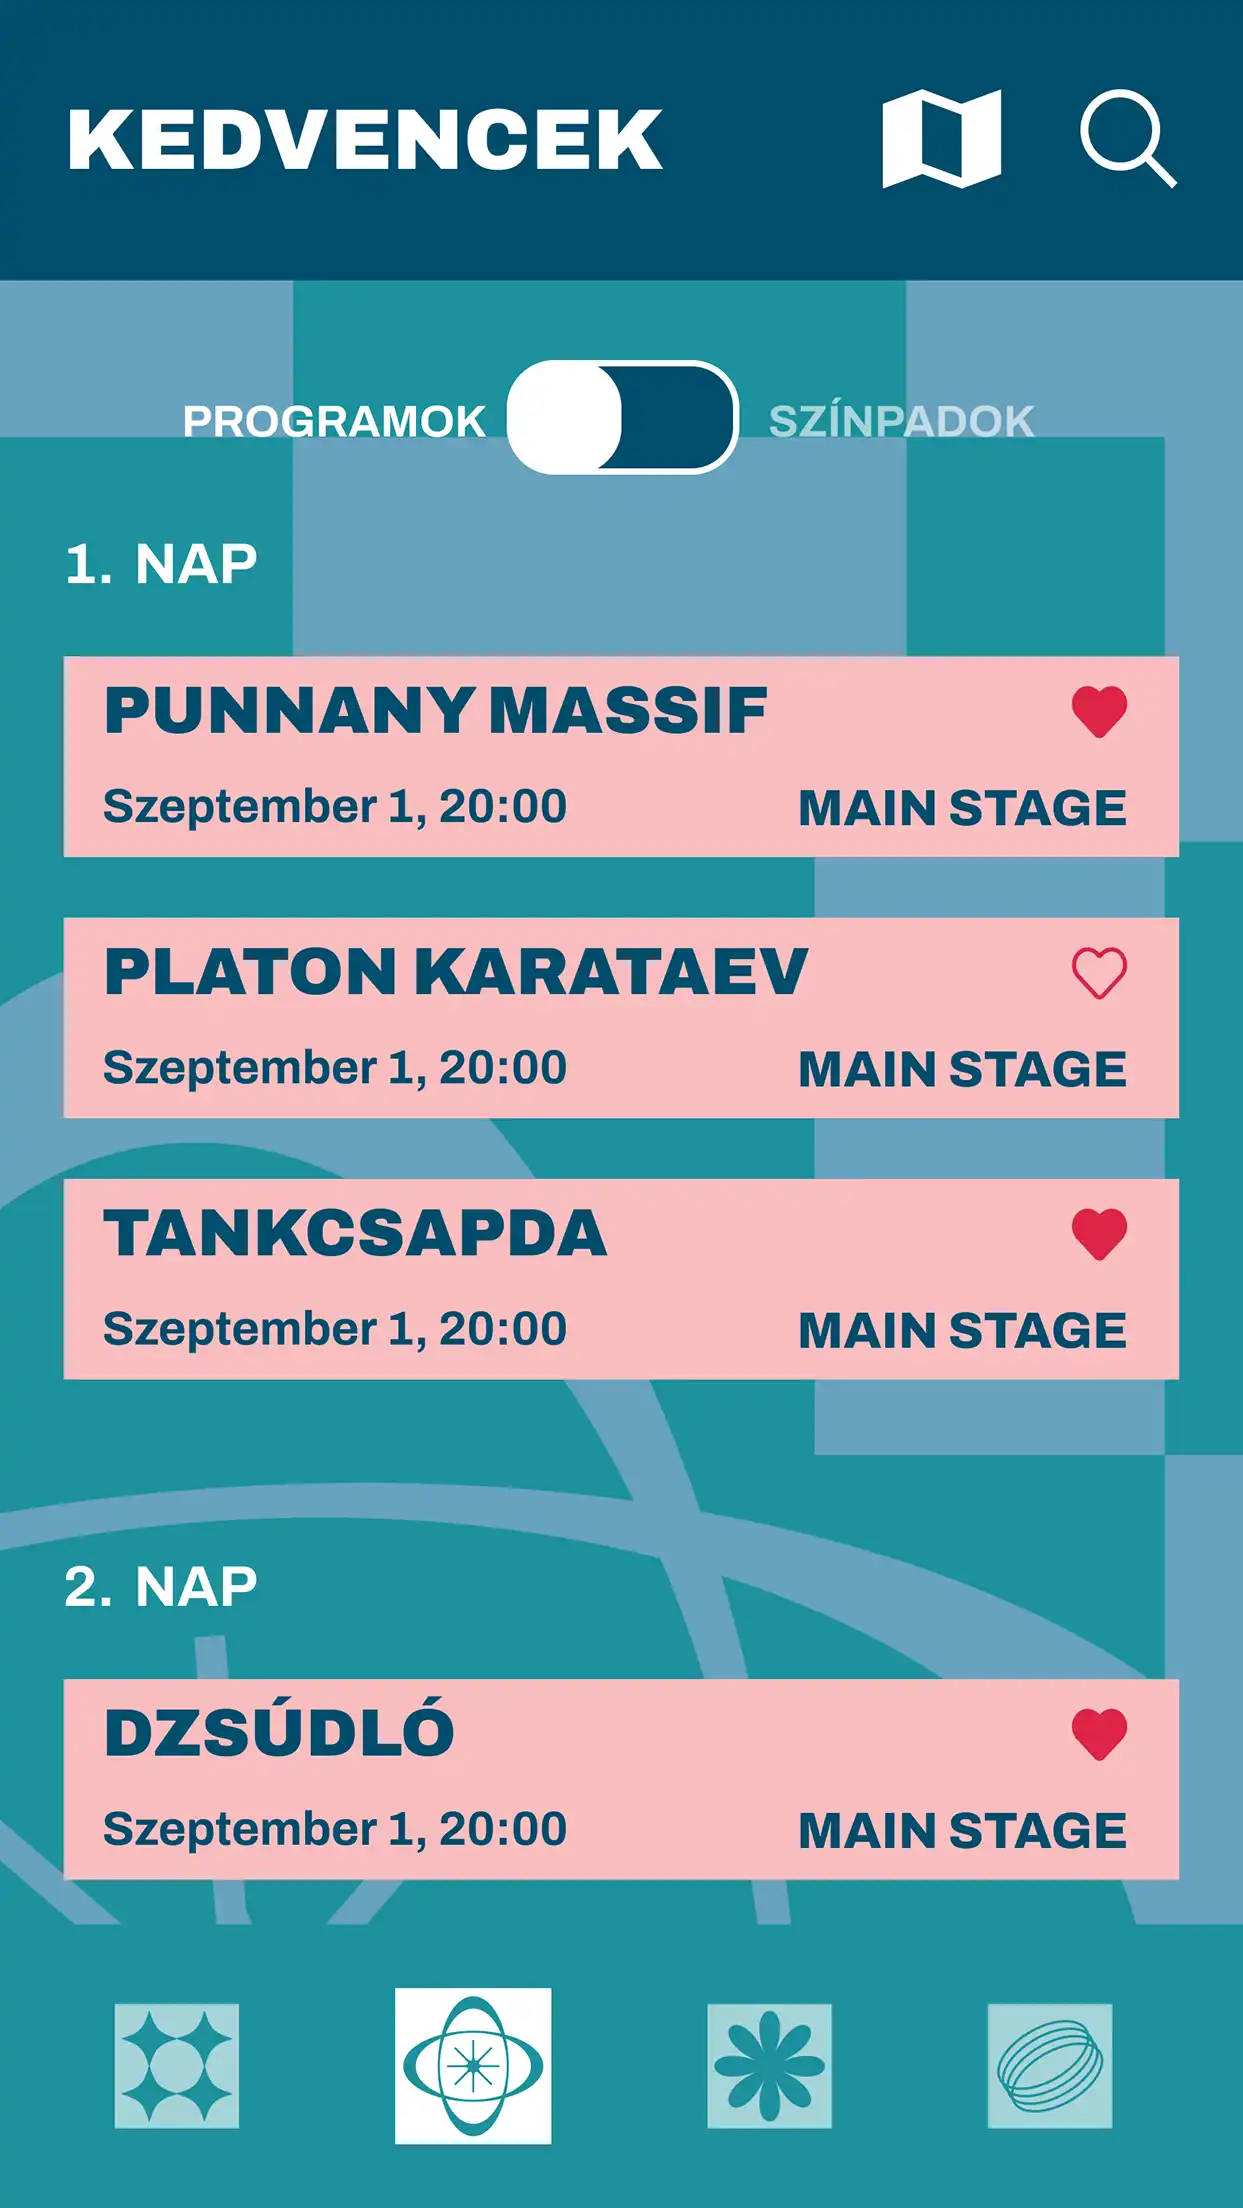 KEDVENCEK
PROGRAMOK SZÍNPADOK
1. NAP
PUNNANY MASSIF
Szeptember 1, 20:00 MAIN STAGE
PLATON KARATAEV
Szeptember 1, 20:00 MAIN STAGE
TANKCSAPDA
Szeptember 1, 20:00 MAIN STAGE
2. NAP
DZSÚDLÓ
Szeptember 1, 20:00 MAIN STAGE